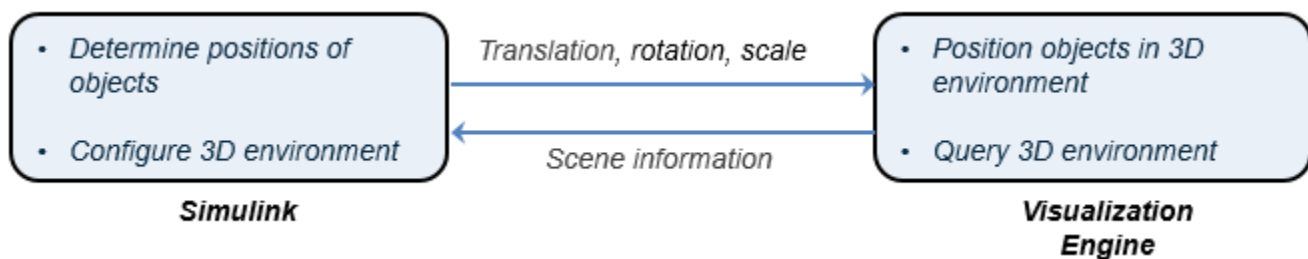 • Determine positions of
objects
• Configure 3D environment
Simulink
Translation, rotation, scale
Scene information
• Position objects in 3D
environment
• Query 3D environment
Visualization
Engine